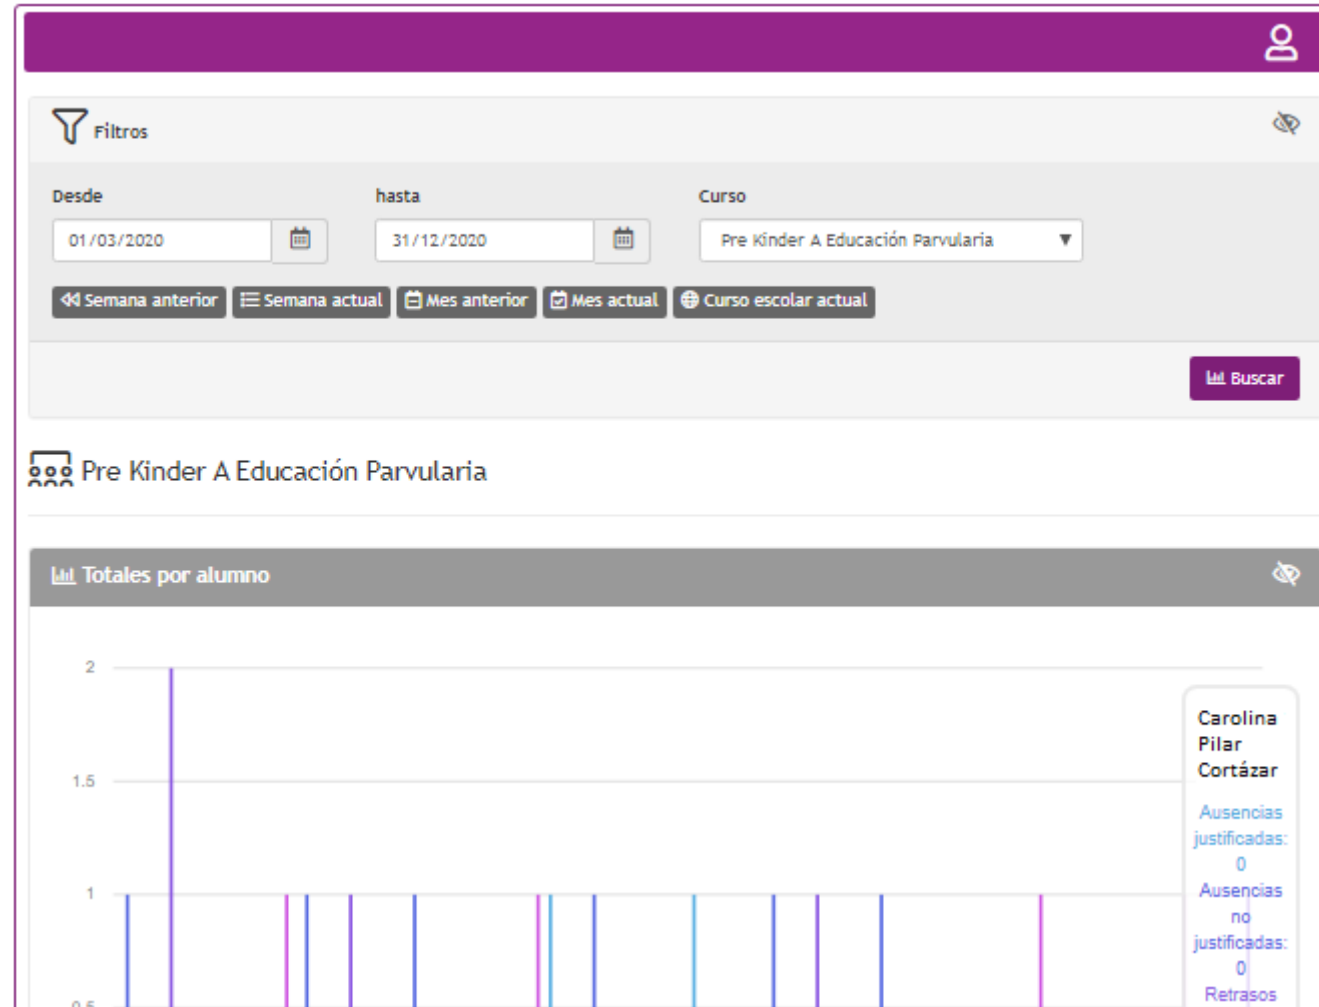 Filtros
Desde hasta Curso
01/03/2020 31/12/2020 Pre Kinder A Educación Parvularia
Semana anterior Semana actual Mes anterior Mes actual Curso escolar actual
Buscar
Pre Kinder A Educación Parvularia
Totales por alumno
2
1.5
1
0.5
Carolina
Pilar
Cortázar
Ausencias
justificadas:
0
Ausencias
no
justificadas:
0
Retrasos